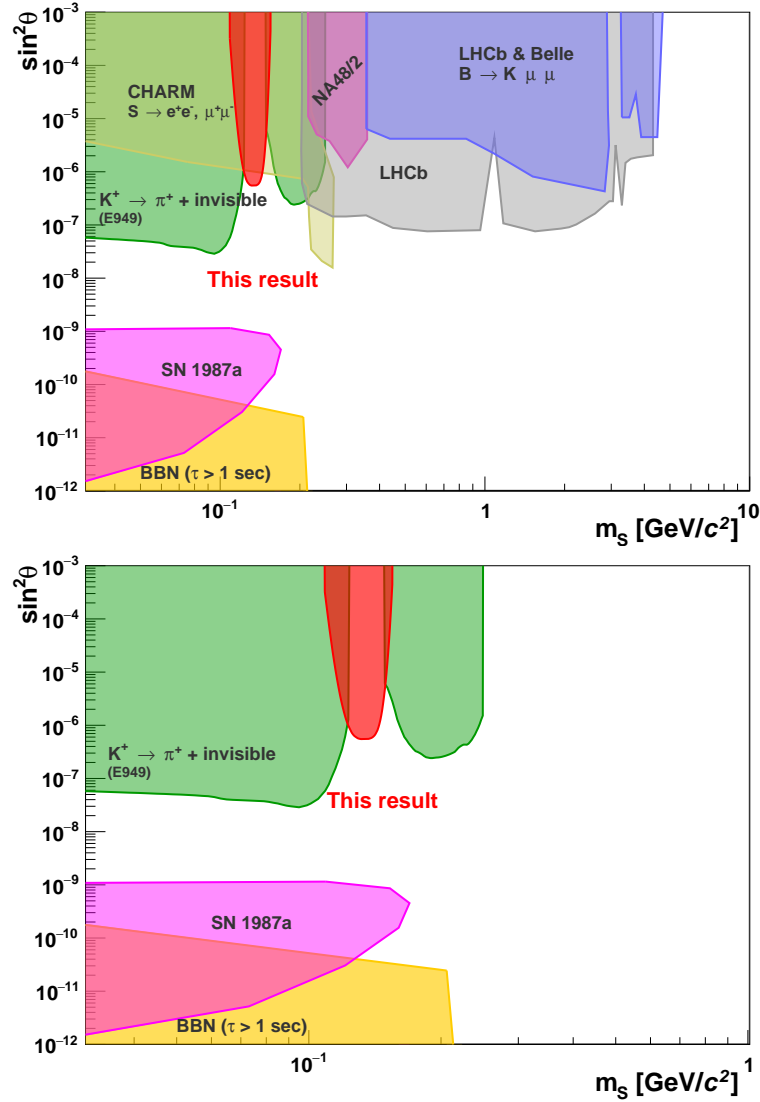 sin²θ
10⁻³
10⁻⁴
10⁻⁵
10⁻⁶
10⁻⁷
10⁻⁸
10⁻⁹
10⁻¹⁰
10⁻¹¹
10⁻¹²
CHARM
S → e⁺e⁻, μ⁺μ⁻
NA48/2
LHCb & Belle
B → K μ μ
LHCb
K⁺ → π⁺ + invisible
(E949)
This result
SN 1987a
BBN (τ > 1 sec)
10⁻¹
1
10
m_S [GeV/c²]
sin²θ
10⁻³
10⁻⁴
10⁻⁵
10⁻⁶
10⁻⁷
10⁻⁸
10⁻⁹
10⁻¹⁰
10⁻¹¹
10⁻¹²
K⁺ → π⁺ + invisible
(E949)
This result
SN 1987a
BBN (τ > 1 sec)
10⁻¹
1
m_S [GeV/c²]